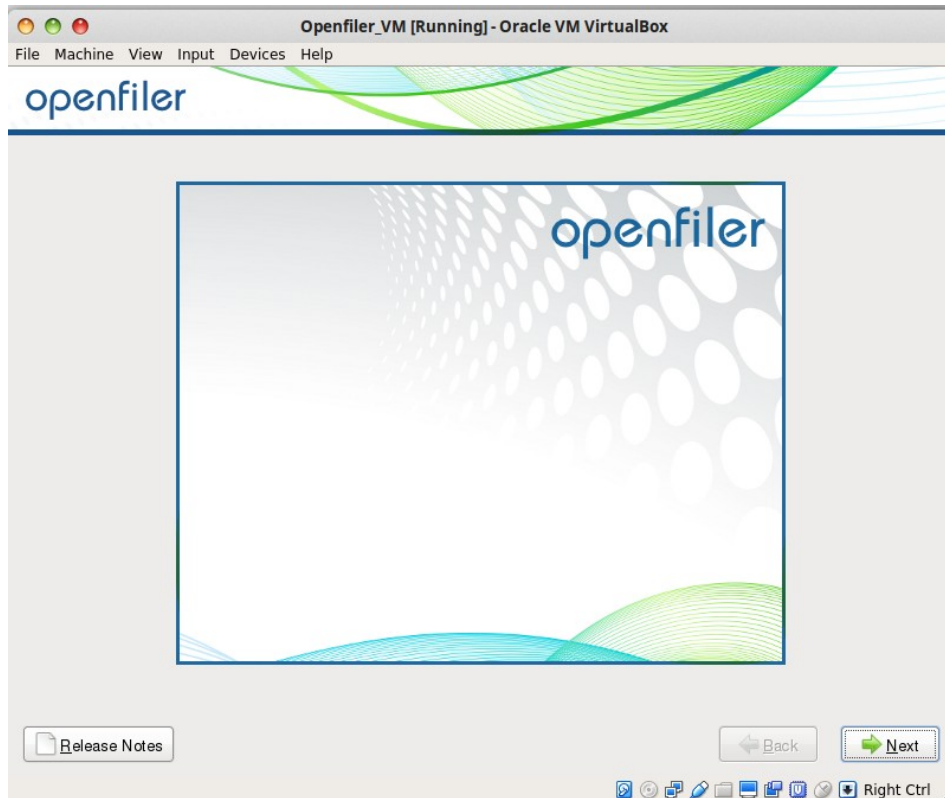 Openfiler_VM [Running] - Oracle VM VirtualBox
File Machine View Input Devices Help
openfiler
openfiler
Release Notes
Back
Next
Right Ctrl